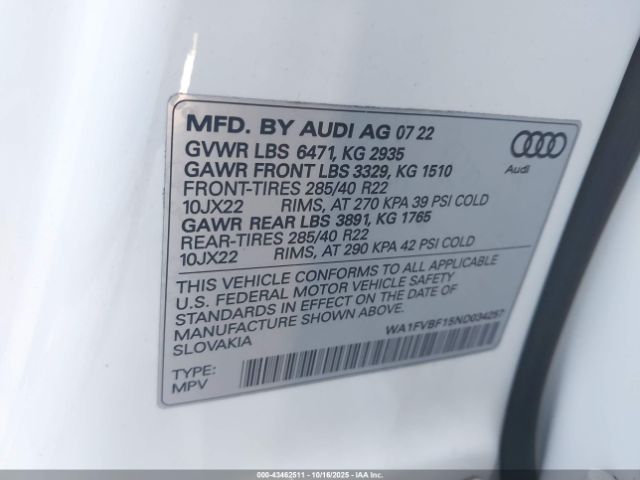 MFD. BY AUDI AG 07 22
GVWR LBS 6471, KG 2935
GAWR FRONT LBS 3329, KG 1510
FRONT-TIRES 285/40 R22
10JX22 RIMS, AT 270 KPA 39 PSI COLD
GAWR REAR LBS 3891, KG 1765
REAR-TIRES 285/40 R22
10JX22 RIMS, AT 290 KPA 42 PSI COLD
Audi
THIS VEHICLE CONFORMS TO ALL APPLICABLE
U.S. FEDERAL MOTOR VEHICLE SAFETY
STANDARDS IN EFFECT ON THE DATE OF
MANUFACTURE SHOWN ABOVE.
SLOVAKIA
WA1FVBF15ND034257
TYPE:
MPV
000-43462511 - 10/16/2025 - IAAI.COM